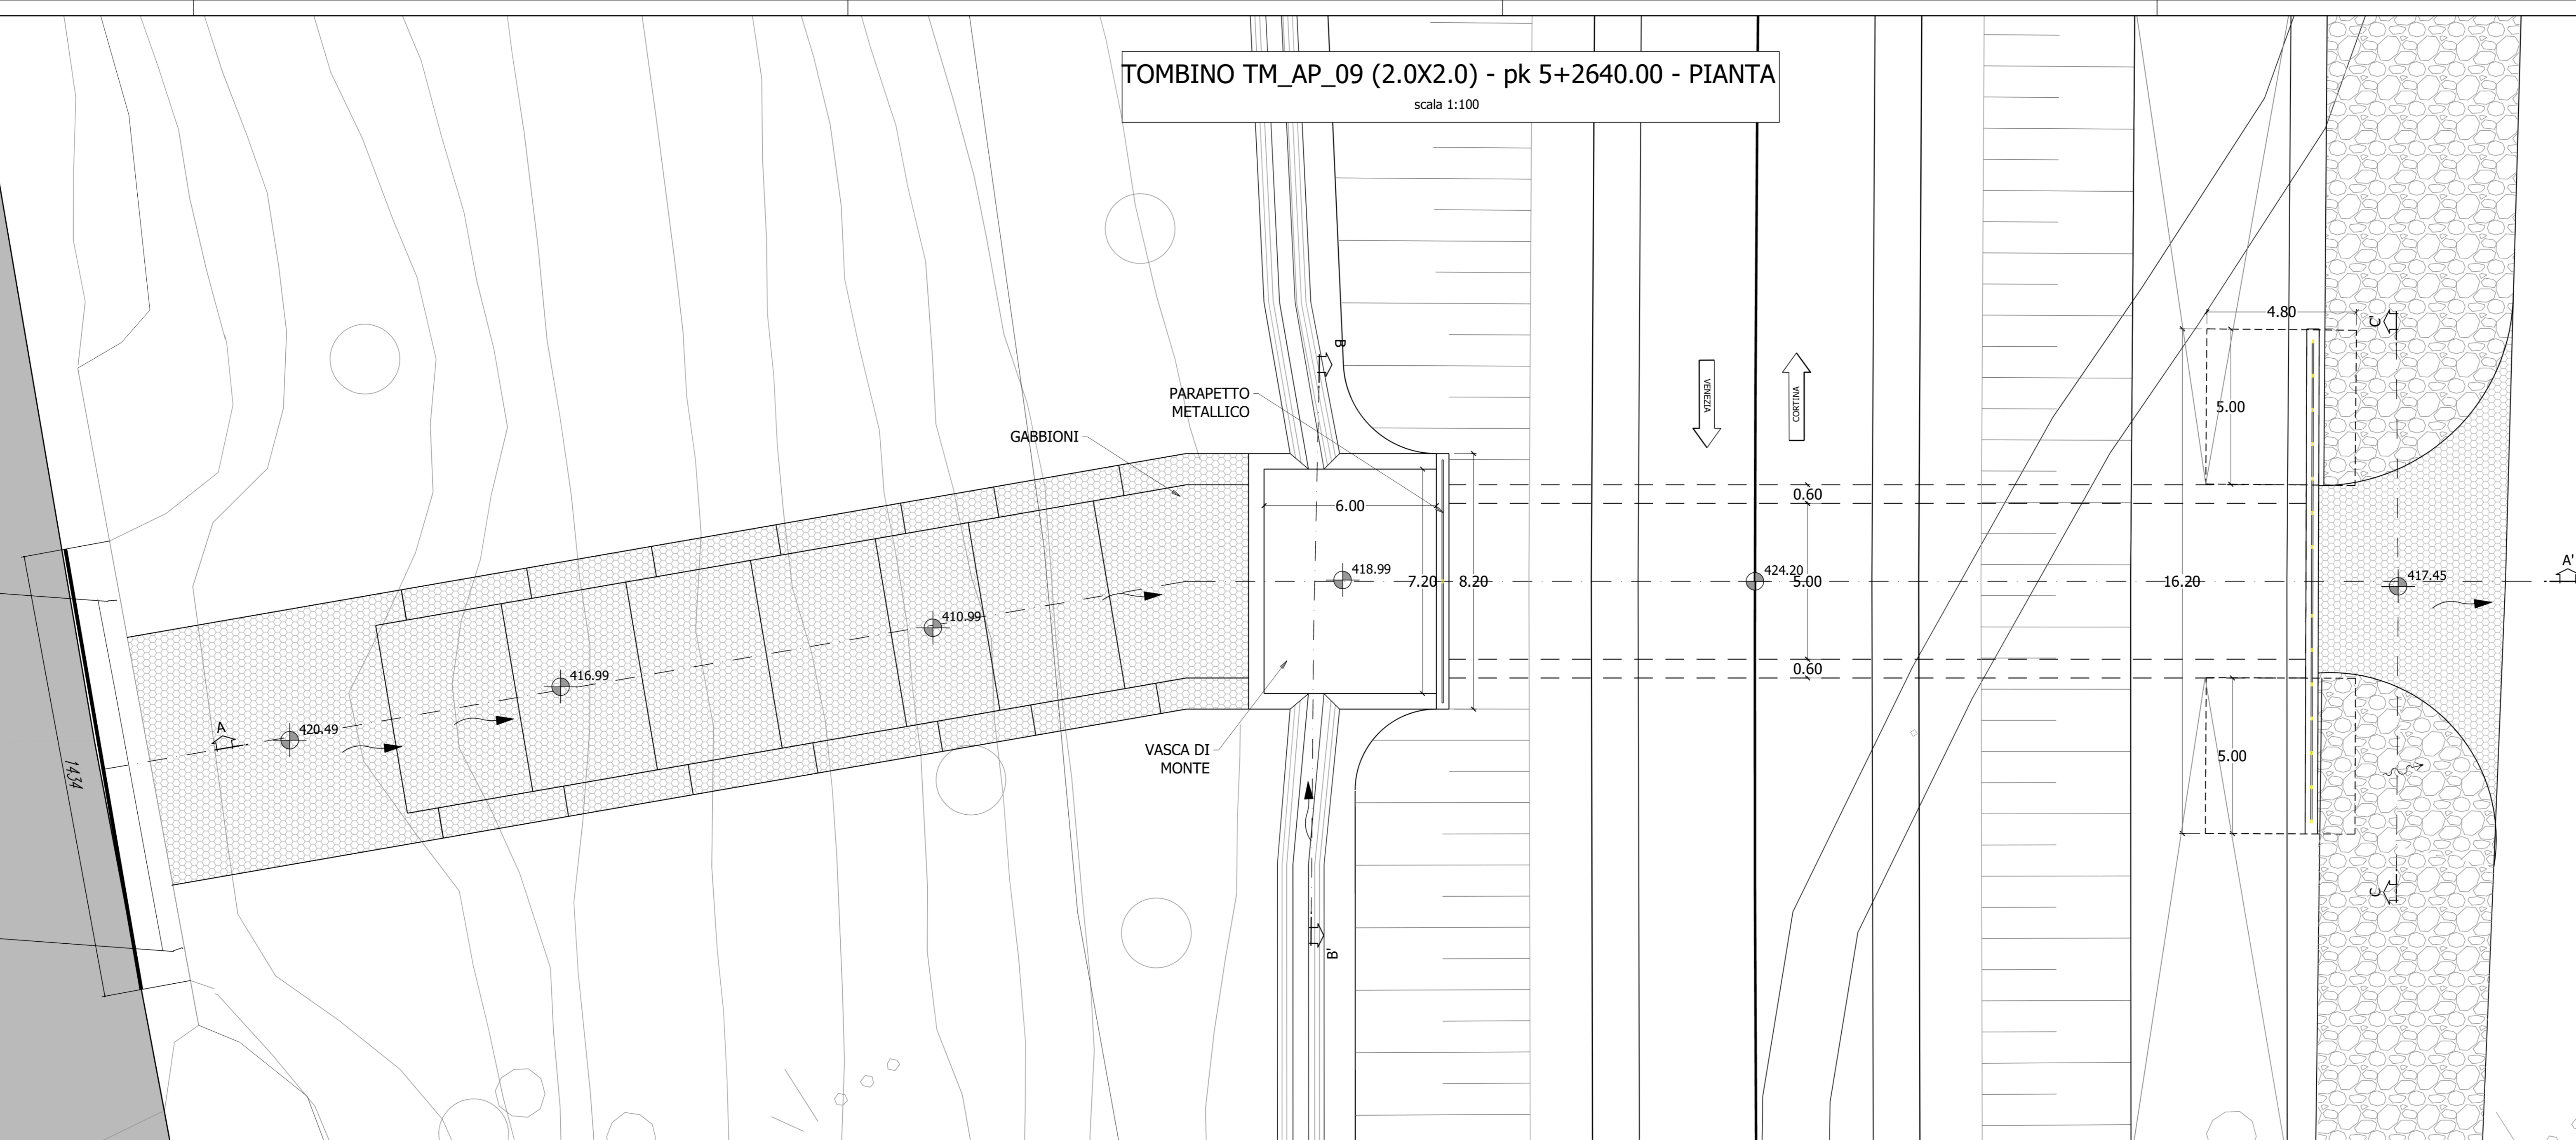 TOMBINO TM_AP_09 (2.0X2.0) - pk 5+2640.00 - PIANTA
scala 1:100
4.80
C'
B
PARAPETTO
METALLICO
VENEZIA
CORTINA
5.00
GABBIONI
0.60
6.00
A'
418.99
424.20
417.45
7.20
8.20
5.00
16.20
410.99
0.60
416.99
A
420.49
VASCA DI
MONTE
5.00
1434
C
B'